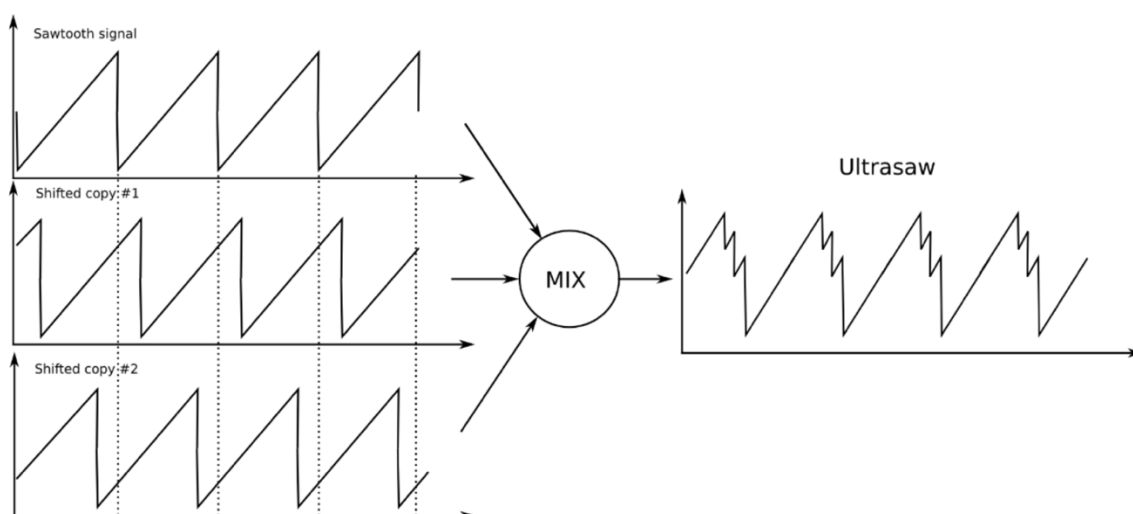 Sawtooth signal
Shifted copy #1
Shifted copy #2
MIX
Ultrasaw